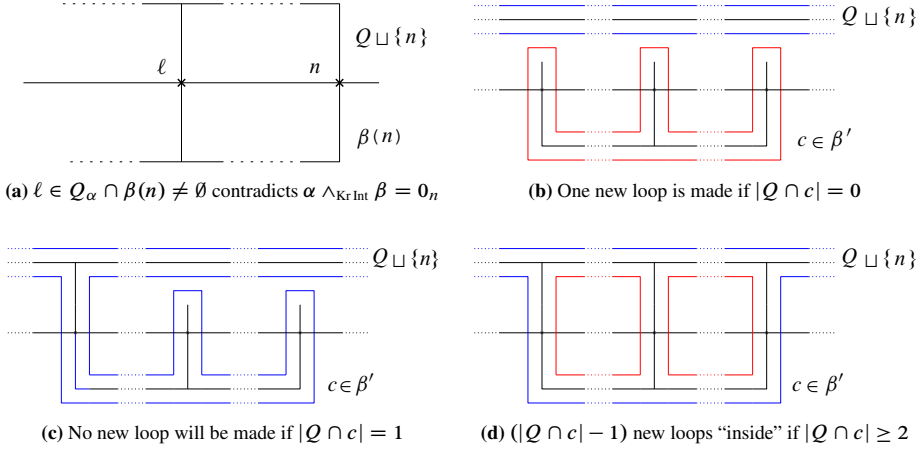 Q ⊔ {n}
ℓ
n
β(n)
(a) ℓ ∈ Q_α ∩ β(n) ≠ ∅ contradicts α ∧_{Kr Int} β = 0_n
Q ⊔ {n}
c ∈ β′
(b) One new loop is made if |Q ∩ c| = 0
Q ⊔ {n}
c ∈ β′
(c) No new loop will be made if |Q ∩ c| = 1
Q ⊔ {n}
c ∈ β′
(d) (|Q ∩ c| − 1) new loops “inside” if |Q ∩ c| ≥ 2